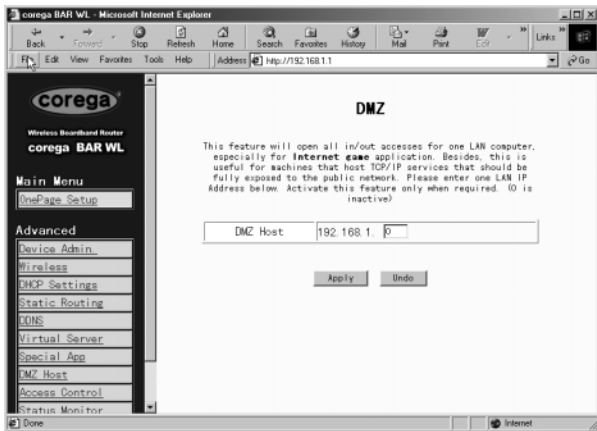 corega BAR WL - Microsoft Internet Explorer
Back Forward Stop Refresh Home Search Favorites History Mail Print Edit » Links »
File Edit View Favorites Tools Help Address http://192.168.1.1 Go
corega
Wireless Boardband Router
corega BAR WL
Main Menu
OnePage Setup
Advanced
Device Admin.
Wireless
DHCP Settings
Static Routing
DDNS
Virtual Server
Special App
DMZ Host
Access Control
Status Monitor
DMZ
This feature will open all in/out accesses for one LAN computer,
especially for Internet game application. Besides, this is
useful for machines that host TCP/IP services that should be
fully exposed to the public network. Please enter one LAN IP
Address below. Activate this feature only when required. (0 is
inactive)
DMZ Host 192.168.1. 0
Apply Undo
Done Internet